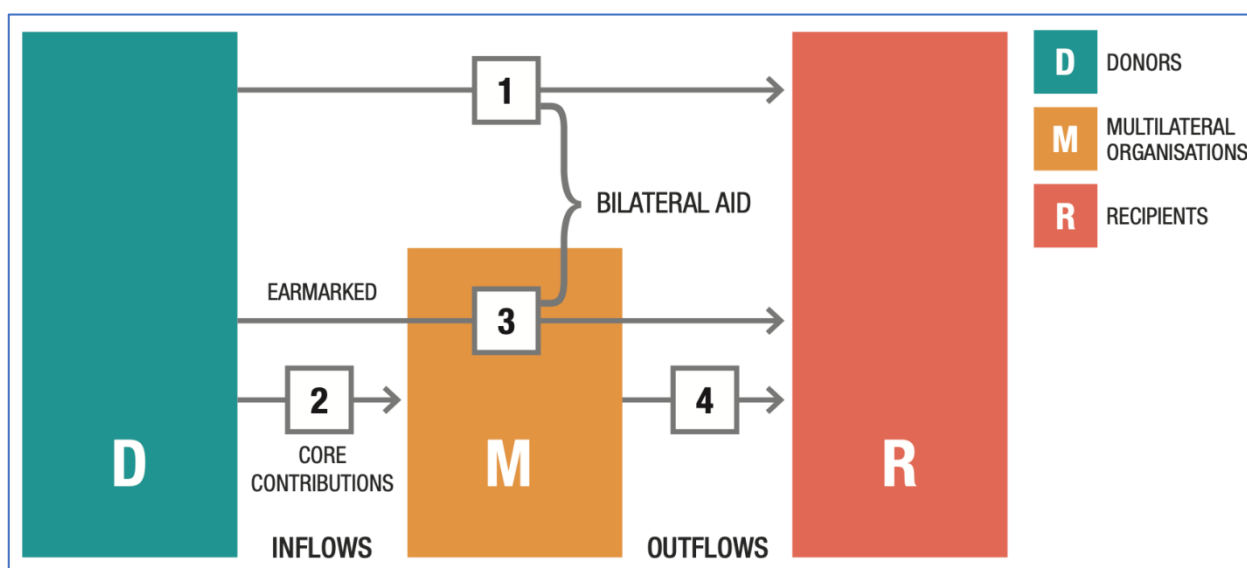 1
D
DONORS
M
MULTILATERAL
ORGANISATIONS
BILATERAL AID
R
RECIPIENTS
EARMARKED
3
2
4
CORE
CONTRIBUTIONS
D
M
R
INFLOWS
OUTFLOWS